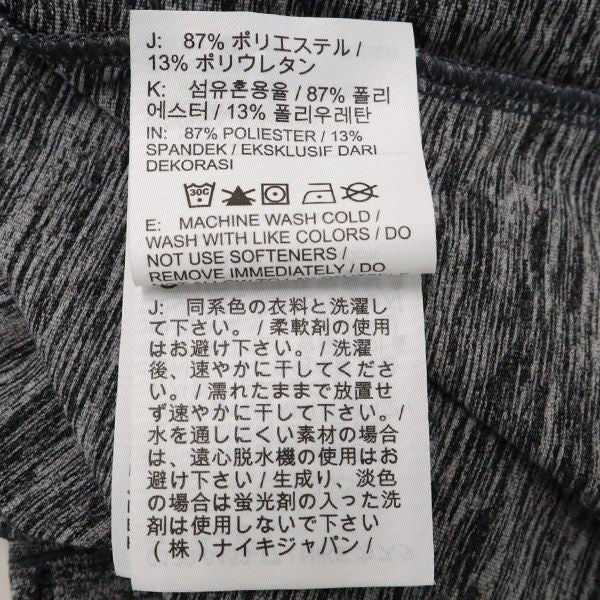 J: 87% ポリエステル /
13% ポリウレタン
K: 섬유혼용율 / 87% 폴리
에스터 / 13% 폴리우레탄
IN: 87% POLIESTER / 13%
SPANDEK / EKSKLUSIF DARI
DEKORASI
30C
E: MACHINE WASH COLD /
WASH WITH LIKE COLORS / DO
NOT USE SOFTENERS /
REMOVE IMMEDIATELY / DO
J: 同系色の衣料と洗濯し
て下さい。 / 柔軟剤の使用
はお避け下さい。 / 洗濯
後、速やかに干してくださ
い。 / 濡れたままで放置せ
ず速やかに干して下さい。/
水を通しにくい素材の場合
は、遠心脱水機の使用はお
避け下さい / 生成り、淡色
の場合は蛍光剤の入った洗
剤は使用しないで下さい
(株) ナイキジャパン /